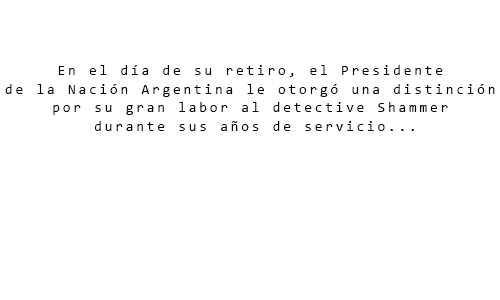 En el día de su retiro, el Presidente
de la Nación Argentina le otorgó una distinción
por su gran labor al detective Shammer
durante sus años de servicio...